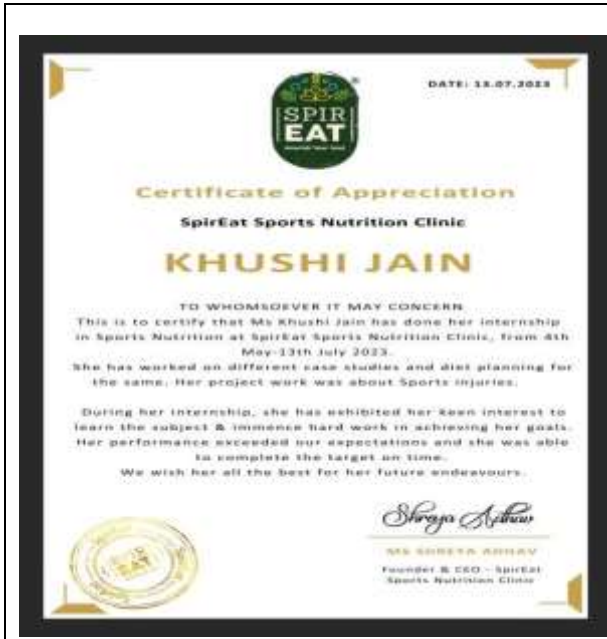 DATE: 13.07.2023
SPIR
EAT
Certificate of Appreciation
SpirEat Sports Nutrition Clinic
KHUSHI JAIN
TO WHOMSOEVER IT MAY CONCERN
This is to certify that Ms Khushi Jain has done her internship
in Sports Nutrition at SpirEat Sports Nutrition Clinic, from 4th
May-13th July 2023.
She has worked on different case studies and diet planning for
the same. Her project work was about Sports injuries.
During her internship, she has exhibited her keen interest to
learn the subject & immence hard work in achieving her goals.
Her performance exceeded our expectations and she was able
to complete the target on time.
We wish her all the best for her future endeavours.
Shreya Adhav
MS SHREYA ADHAV
Founder & CEO - SpirEat
Sports Nutrition Clinic
SPIR
EAT